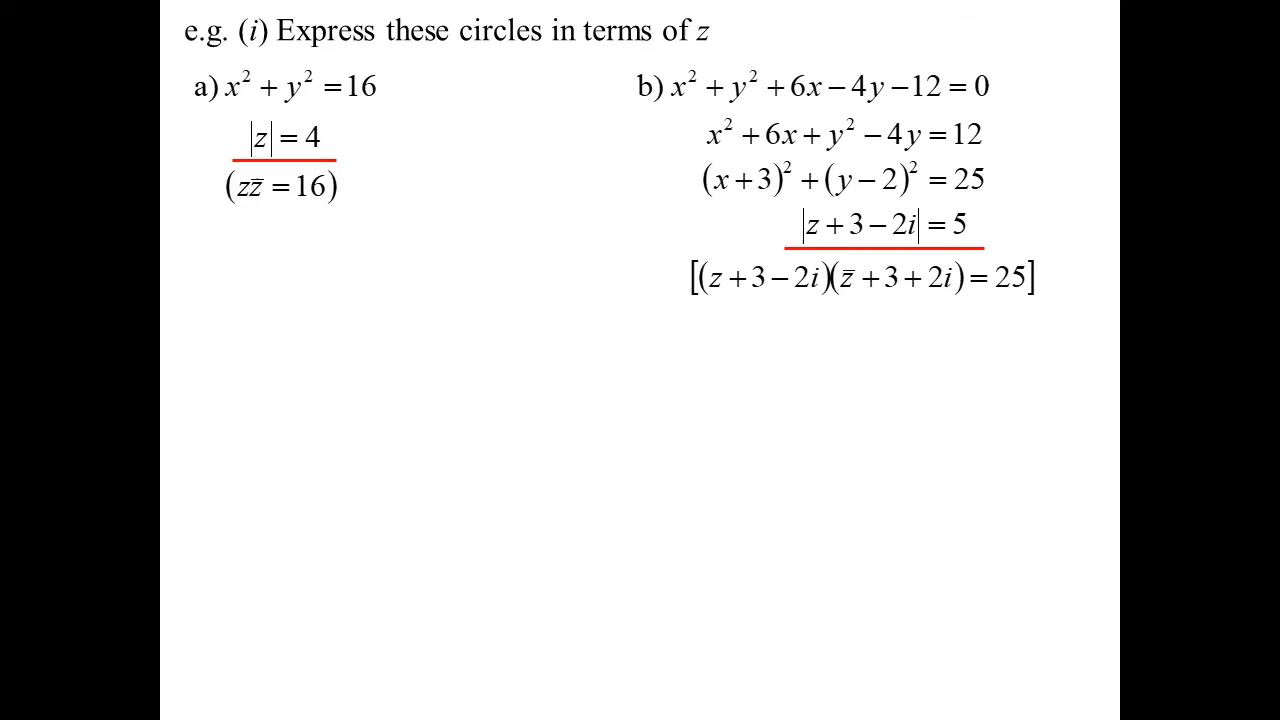 e.g. (i) Express these circles in terms of z
a) x² + y² = 16
|z| = 4
(zz̄ = 16)
b) x² + y² + 6x − 4y − 12 = 0
x² + 6x + y² − 4y = 12
(x + 3)² + (y − 2)² = 25
|z + 3 − 2i| = 5
[(z + 3 − 2i)(z̄ + 3 + 2i) = 25]